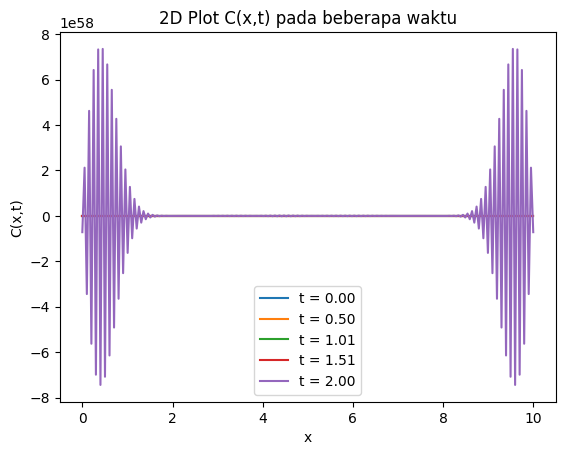 2D Plot C(x,t) pada beberapa waktu
1e58
8
6
4
2
0
−2
−4
−6
−8
C(x,t)
t = 0.00
t = 0.50
t = 1.01
t = 1.51
t = 2.00
0 2 4 6 8 10
x